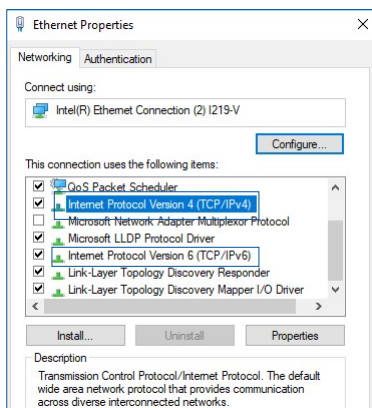 Ethernet Properties
Networking Authentication
Connect using:
Intel(R) Ethernet Connection (2) I219-V
Configure...
This connection uses the following items:
QoS Packet Scheduler
Internet Protocol Version 4 (TCP/IPv4)
Microsoft Network Adapter Multiplexor Protocol
Microsoft LLDP Protocol Driver
Internet Protocol Version 6 (TCP/IPv6)
Link-Layer Topology Discovery Responder
Link-Layer Topology Discovery Mapper I/O Driver
Install... Uninstall Properties
Description
Transmission Control Protocol/Internet Protocol. The default
wide area network protocol that provides communication
across diverse interconnected networks.